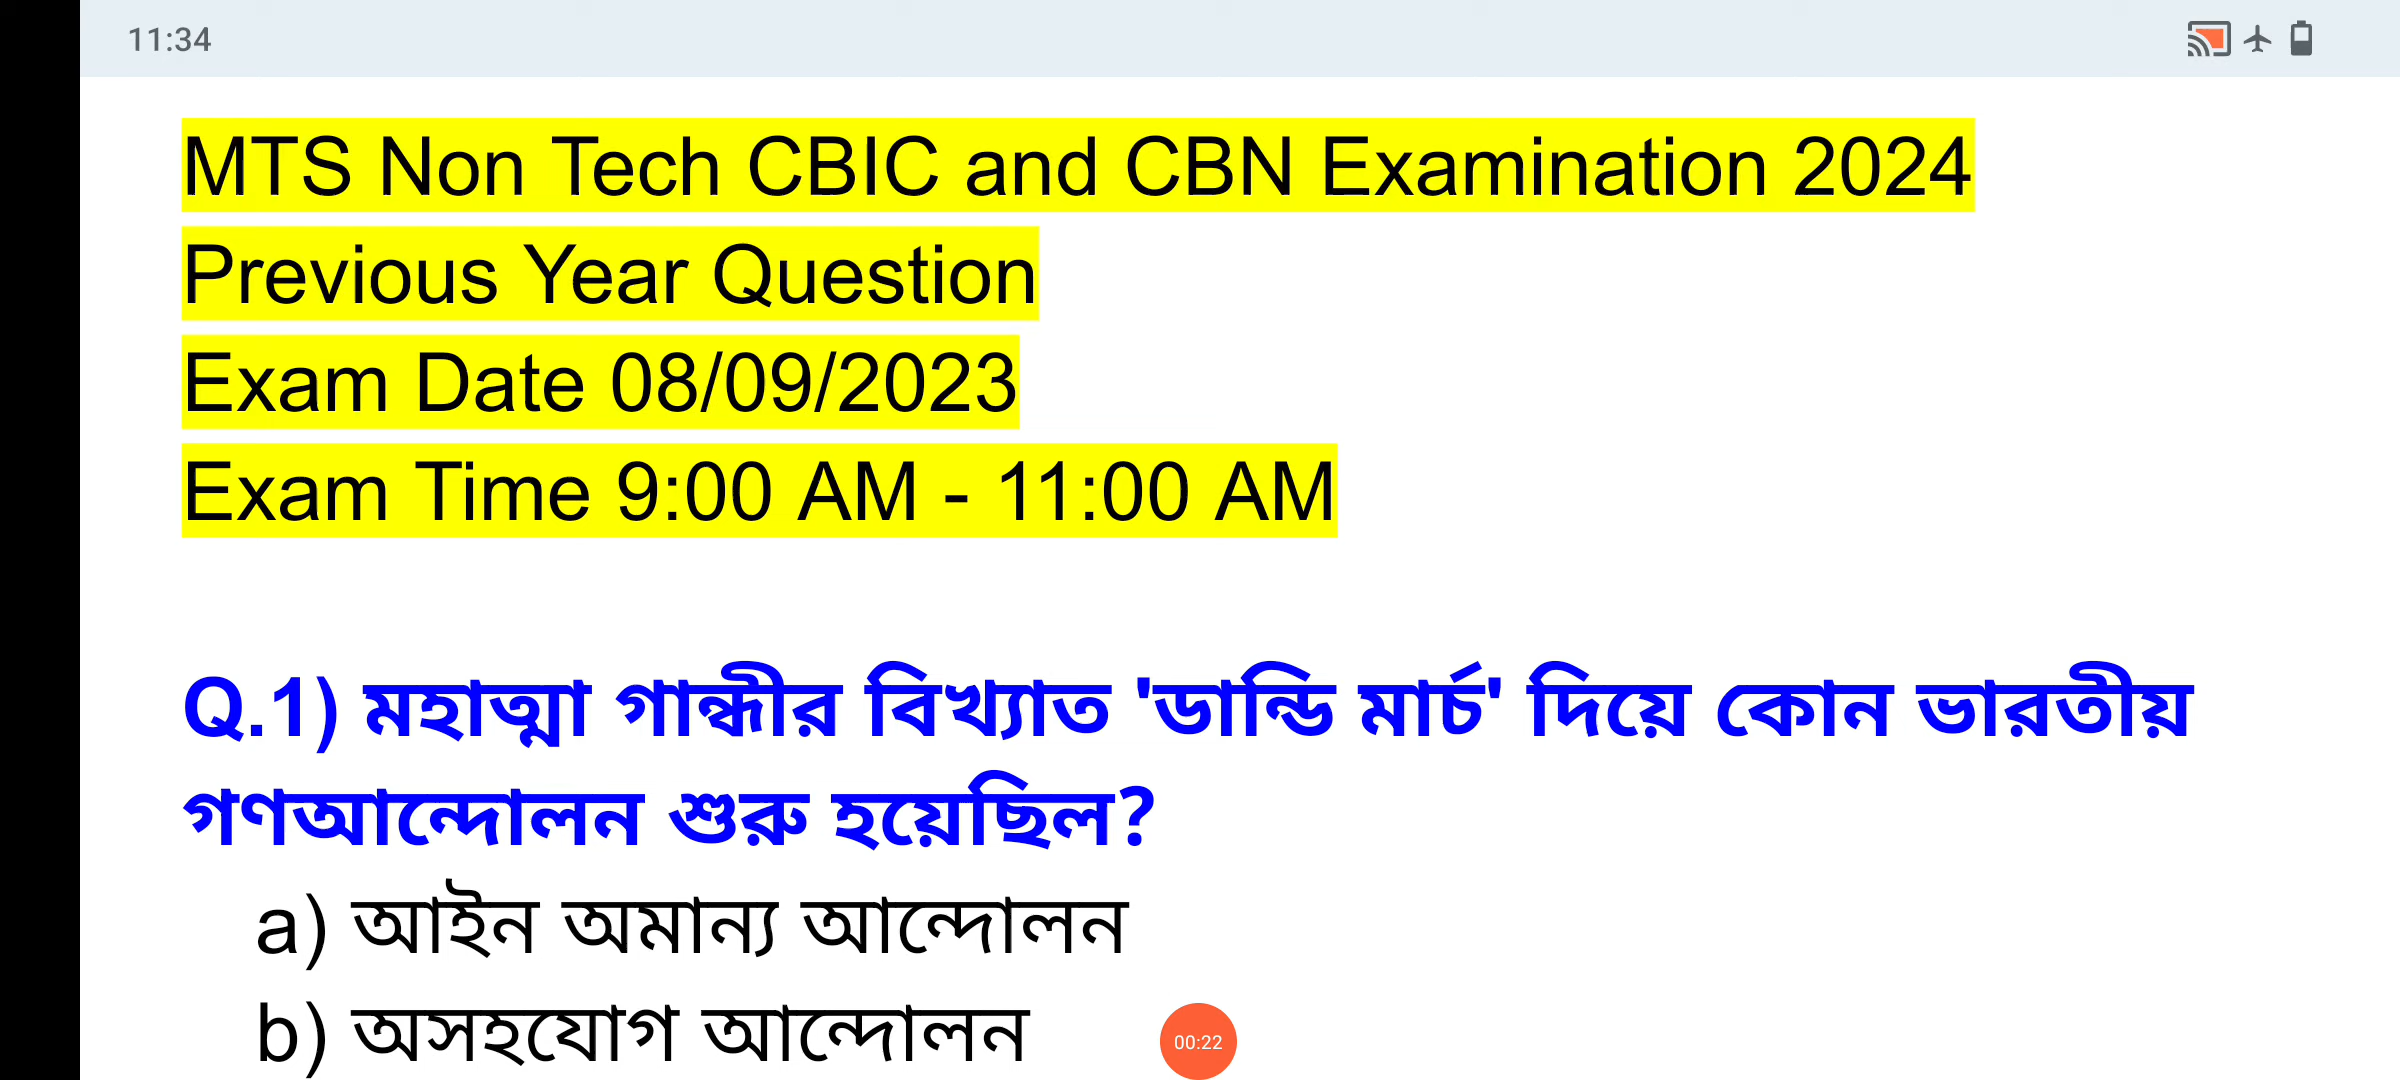 11:34
MTS Non Tech CBIC and CBN Examination 2024
Previous Year Question
Exam Date 08/09/2023
Exam Time 9:00 AM - 11:00 AM
Q.1) মহাত্মা গান্ধীর বিখ্যাত 'ডান্ডি মার্চ' দিয়ে কোন ভারতীয়
গণআন্দোলন শুরু হয়েছিল?
a) আইন অমান্য আন্দোলন
b) অসহযোগ আন্দোলন
00:22